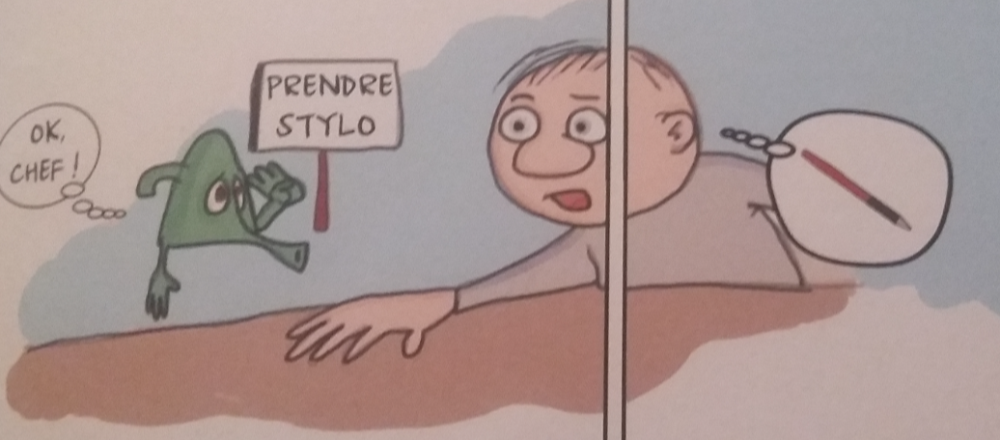 OK,
CHEF!
PRENDRE
STYLO